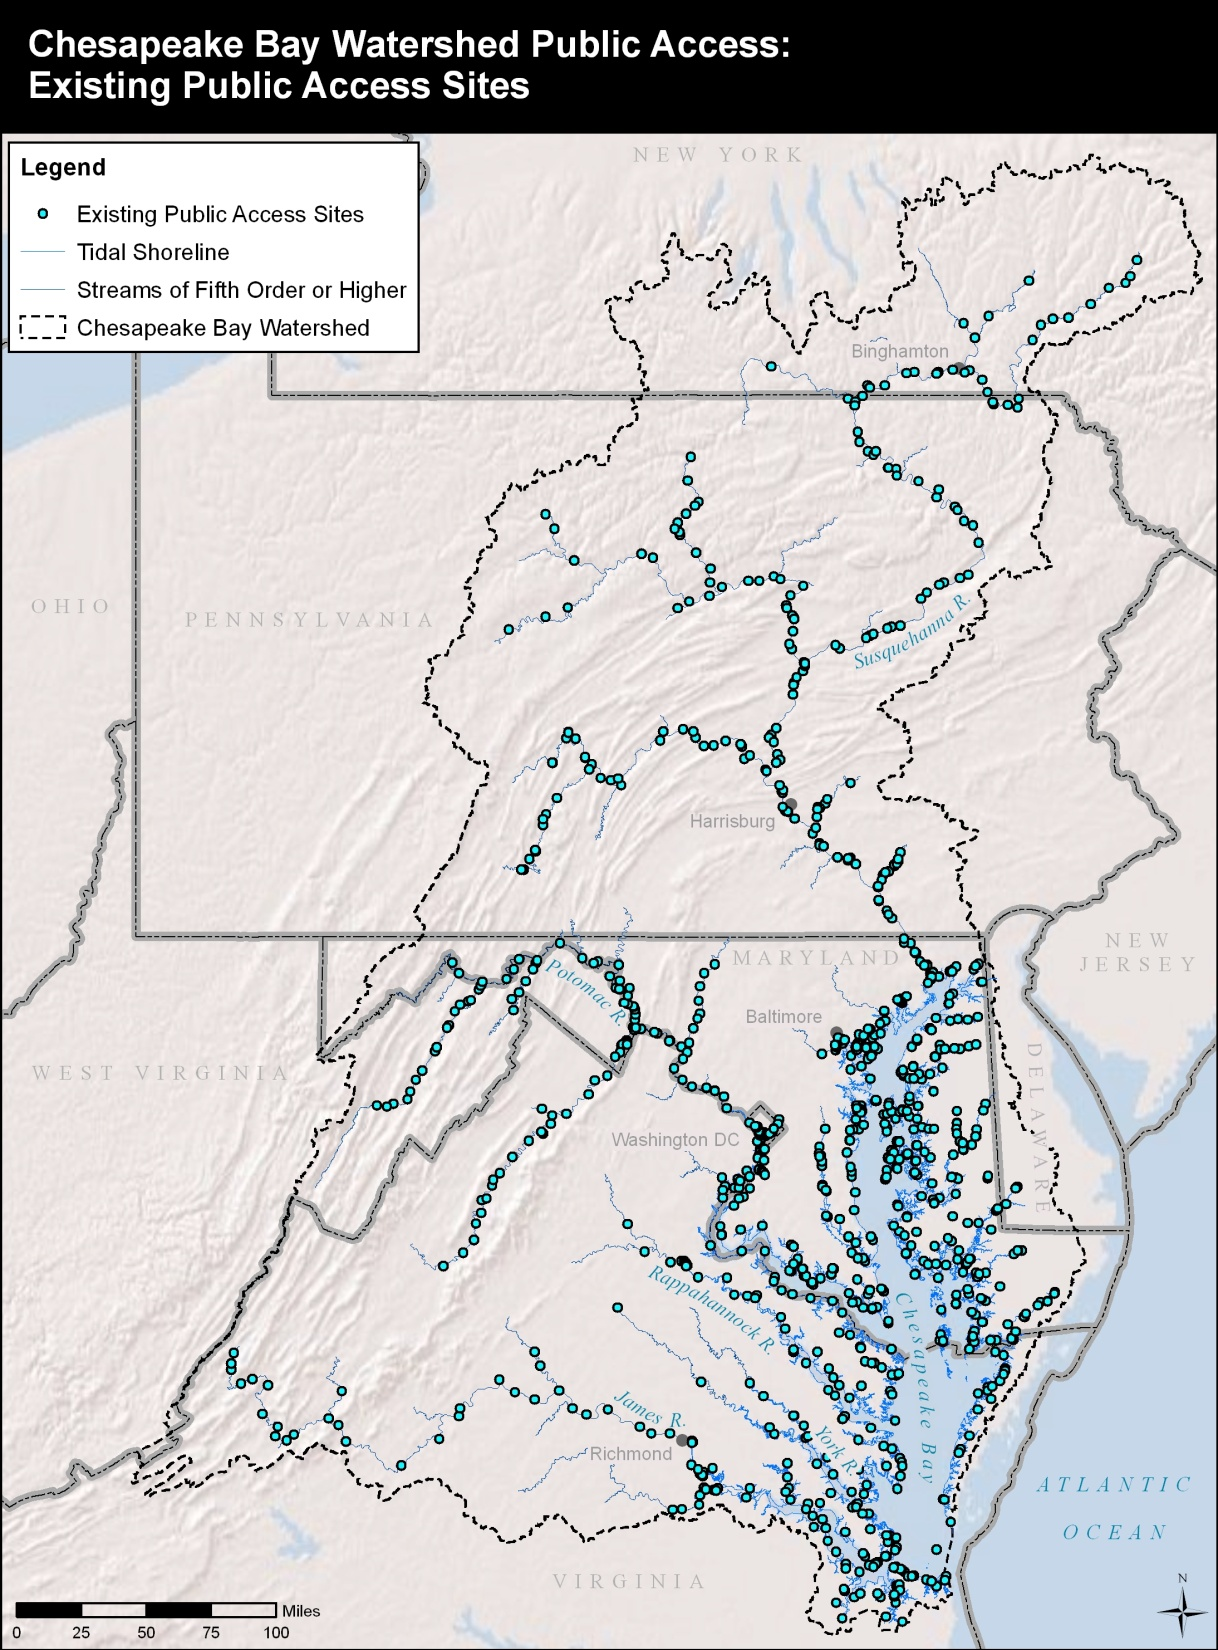 Chesapeake Bay Watershed Public Access:
Existing Public Access Sites
Legend
Existing Public Access Sites
Tidal Shoreline
Streams of Fifth Order or Higher
Chesapeake Bay Watershed
NEW YORK
Binghamton
OHIO
PENNSYLVANIA
Susquehanna R.
Harrisburg
NEW
JERSEY
MARYLAND
Potomac R.
Baltimore
WEST VIRGINIA
DELAWARE
Washington DC
Rappahannock R.
Chesapeake Bay
James R.
York R.
Richmond
ATLANTIC
OCEAN
VIRGINIA
N
Miles
0 25 50 75 100